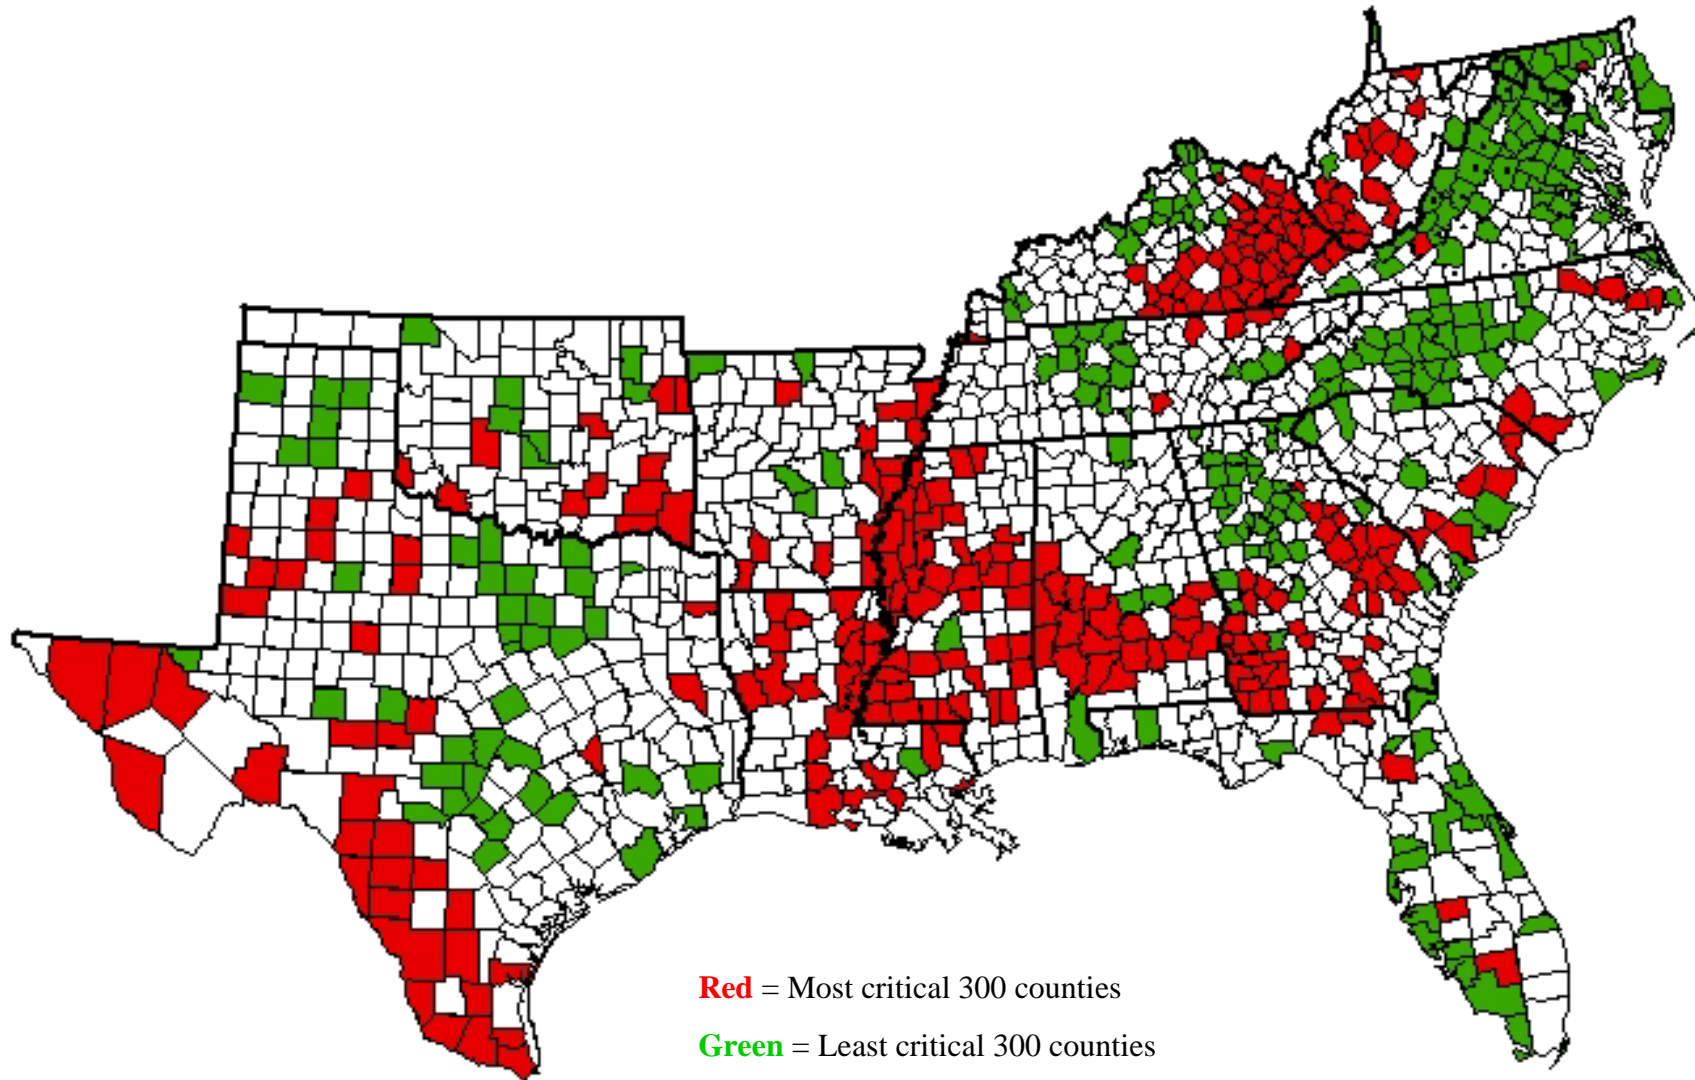 Red = Most critical 300 counties
Green = Least critical 300 counties